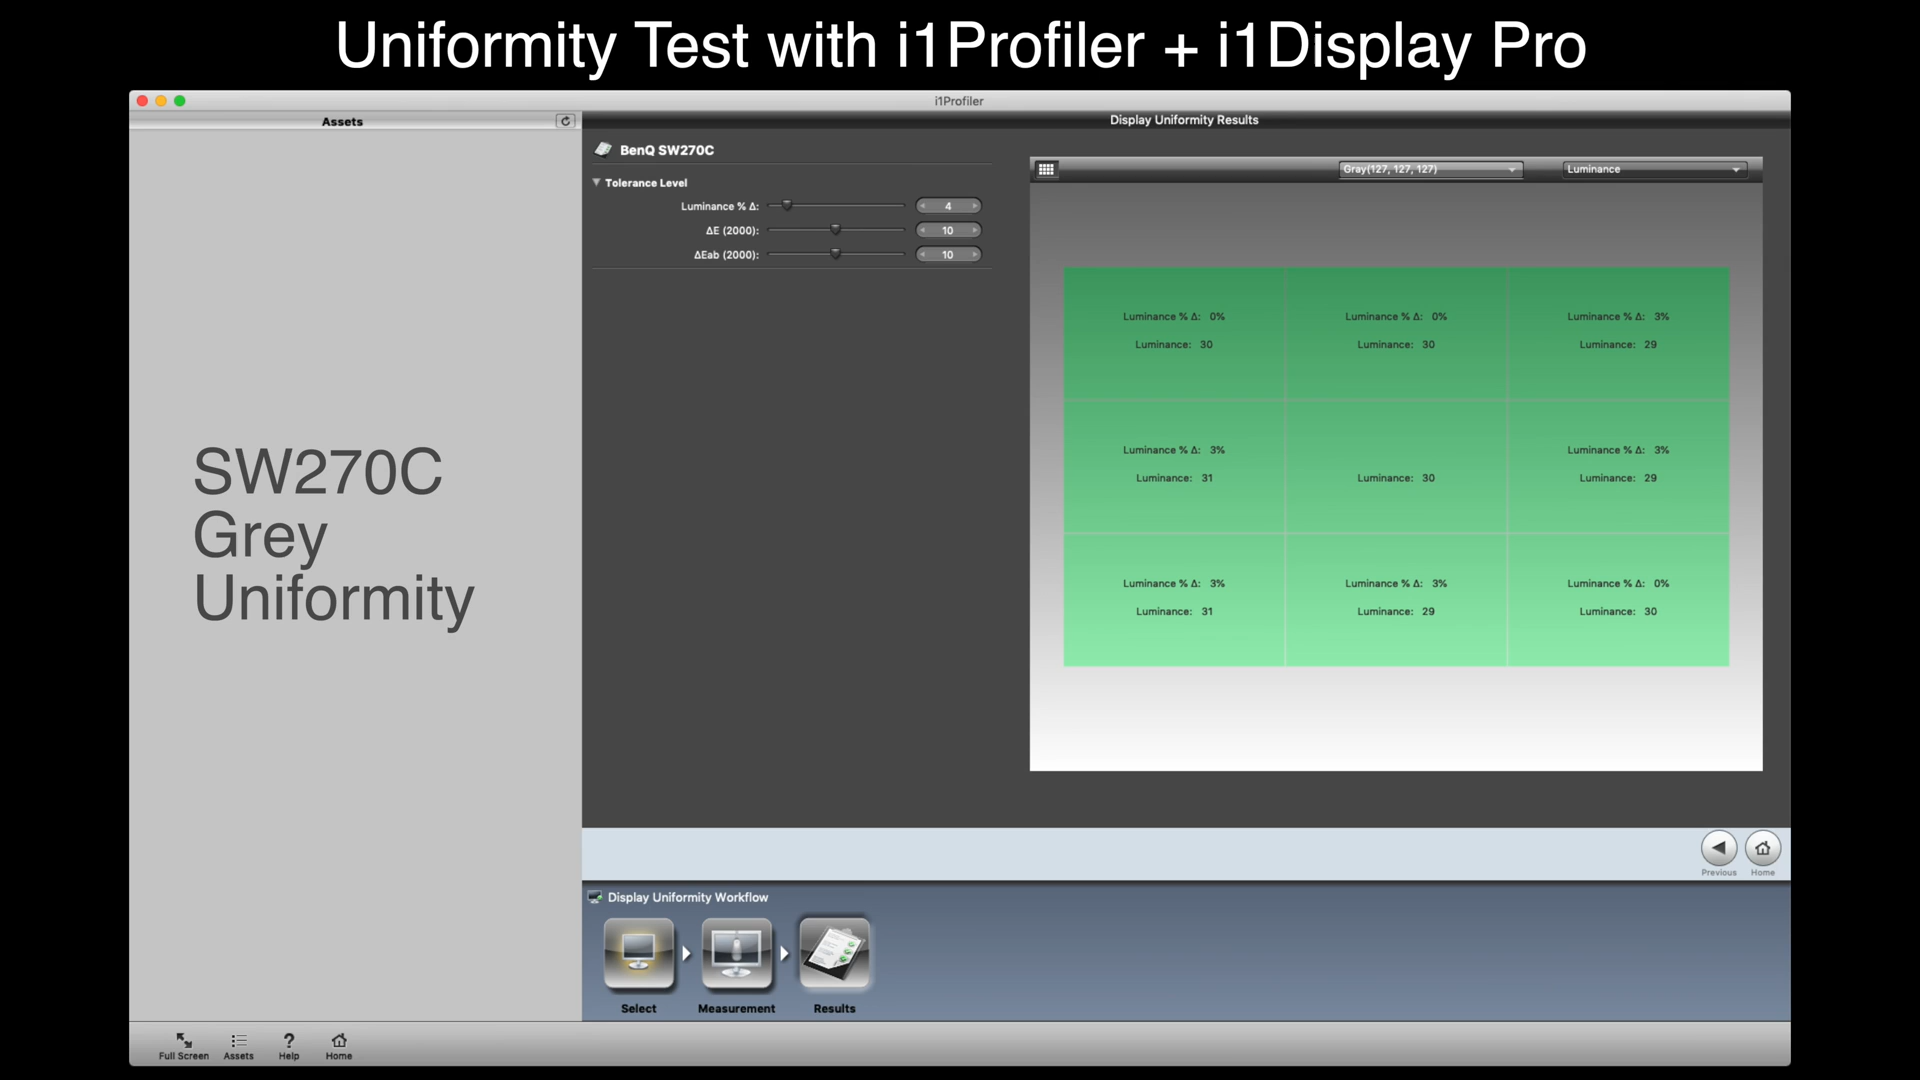 Uniformity Test with i1Profiler + i1Display Pro
i1Profiler
Assets
Display Uniformity Results
BenQ SW270C
Gray(127, 127, 127)
Luminance
Tolerance Level
Luminance % Δ: 4
ΔE (2000): 10
ΔEab (2000): 10
Luminance % Δ: 0%
Luminance: 30
Luminance % Δ: 0%
Luminance: 30
Luminance % Δ: 3%
Luminance: 29
Luminance % Δ: 3%
Luminance: 31
Luminance: 30
Luminance % Δ: 3%
Luminance: 29
Luminance % Δ: 3%
Luminance: 31
Luminance % Δ: 3%
Luminance: 29
Luminance % Δ: 0%
Luminance: 30
SW270C
Grey
Uniformity
Previous
Home
Display Uniformity Workflow
Select
Measurement
Results
Full Screen
Assets
Help
Home